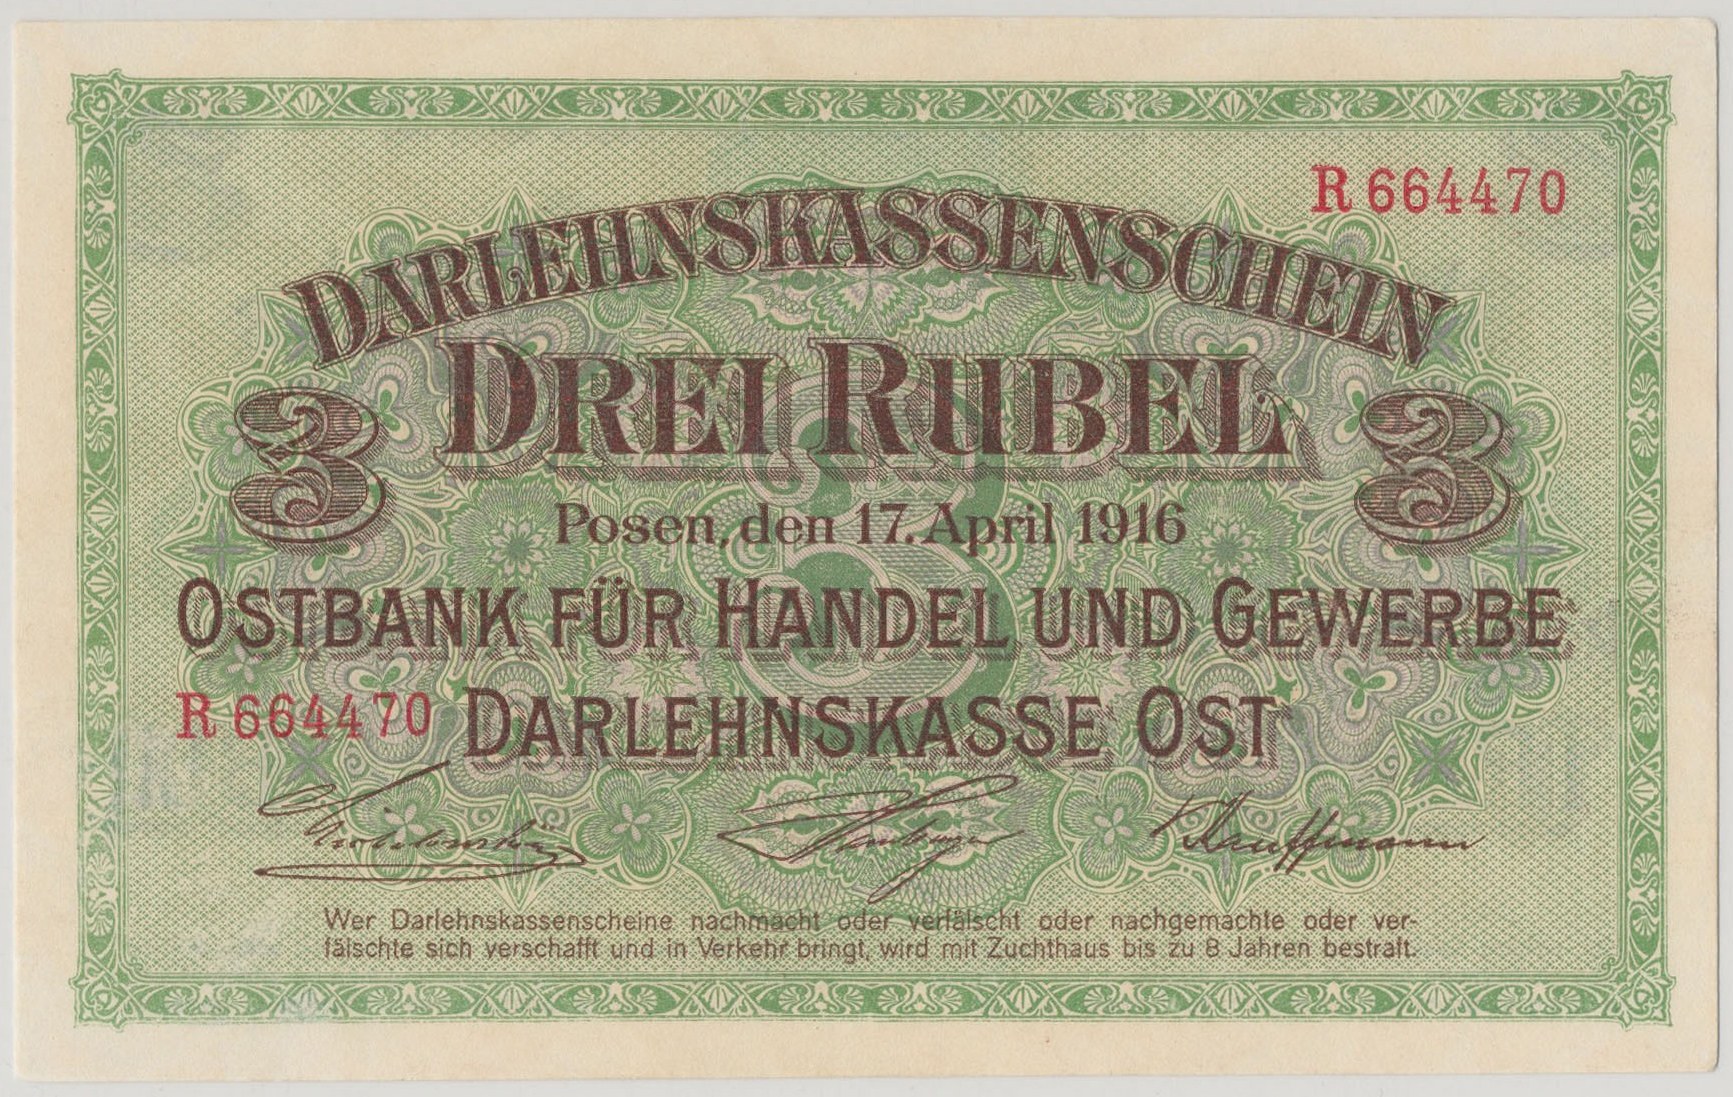 R 664470
DARLEHNSKASSENSCHEIN
DREI RUBEL
3
3
3
Posen, den 17. April 1916
OSTBANK FÜR HANDEL UND GEWERBE
R 664470
DARLEHNSKASSE OST
Kauffmann
Wer Darlehnskassenscheine nachmacht oder verfälscht oder nachgemachte oder ver-
fälschte sich verschafft und in Verkehr bringt, wird mit Zuchthaus bis zu 8 Jahren bestraft.